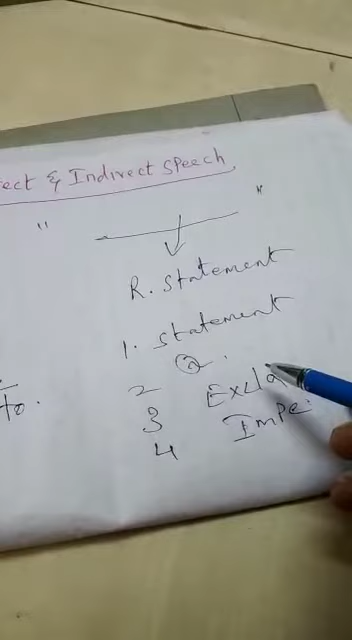 ect & Indirect Speech
" "
R. Statement
1. Statement
2 Q.
3 Excla
4 Impe
to.